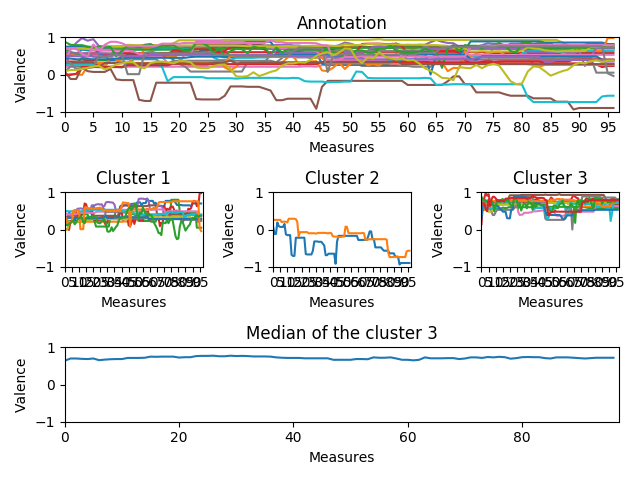 Annotation
Valence
1
0
−1
0 5 10 15 20 25 30 35 40 45 50 55 60 65 70 75 80 85 90 95
Measures
Cluster 1 Cluster 2 Cluster 3
Valence Valence Valence
1 1 1
0 0 0
−1 −1 −1
Measures Measures Measures
Median of the cluster 3
Valence
1
0
−1
0 20 40 60 80
Measures